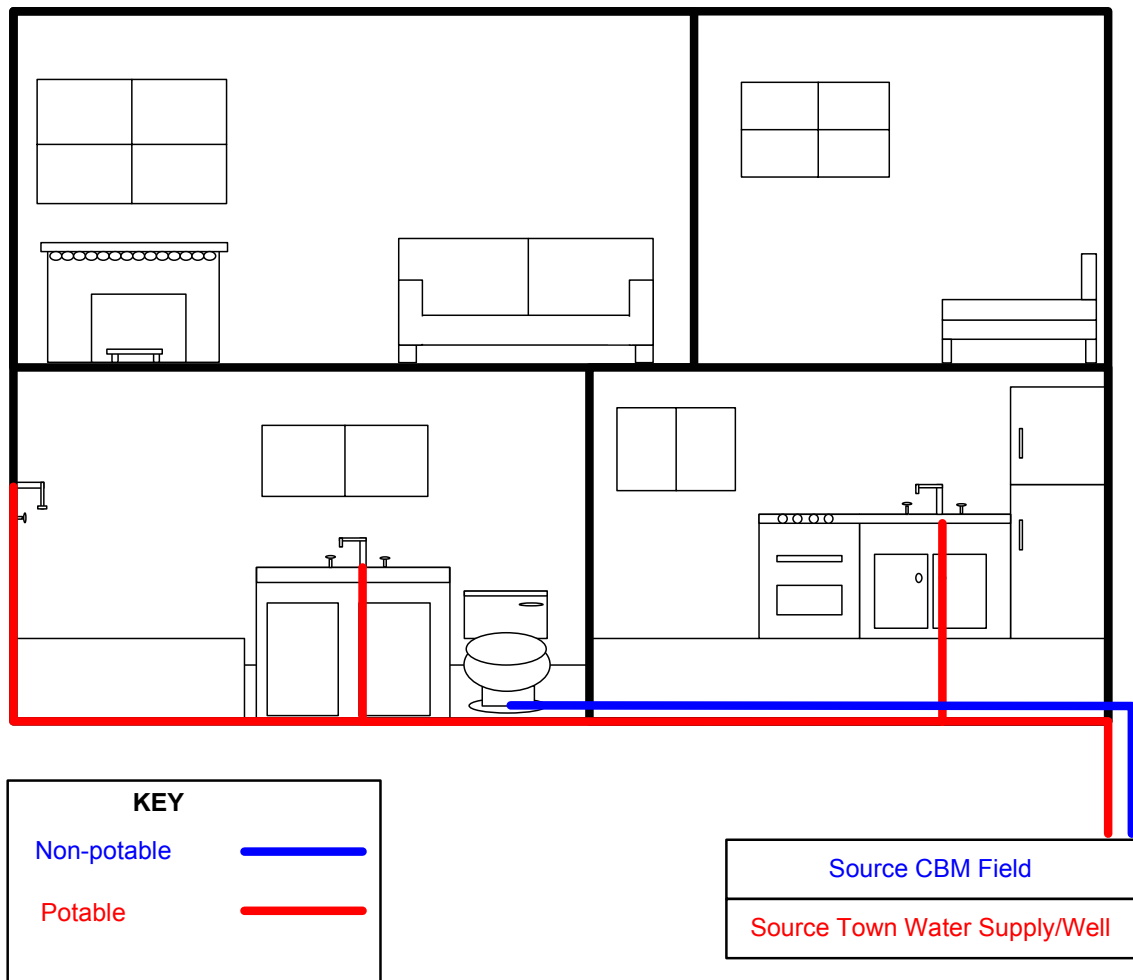 KEY
Non-potable
Potable
Source CBM Field
Source Town Water Supply/Well